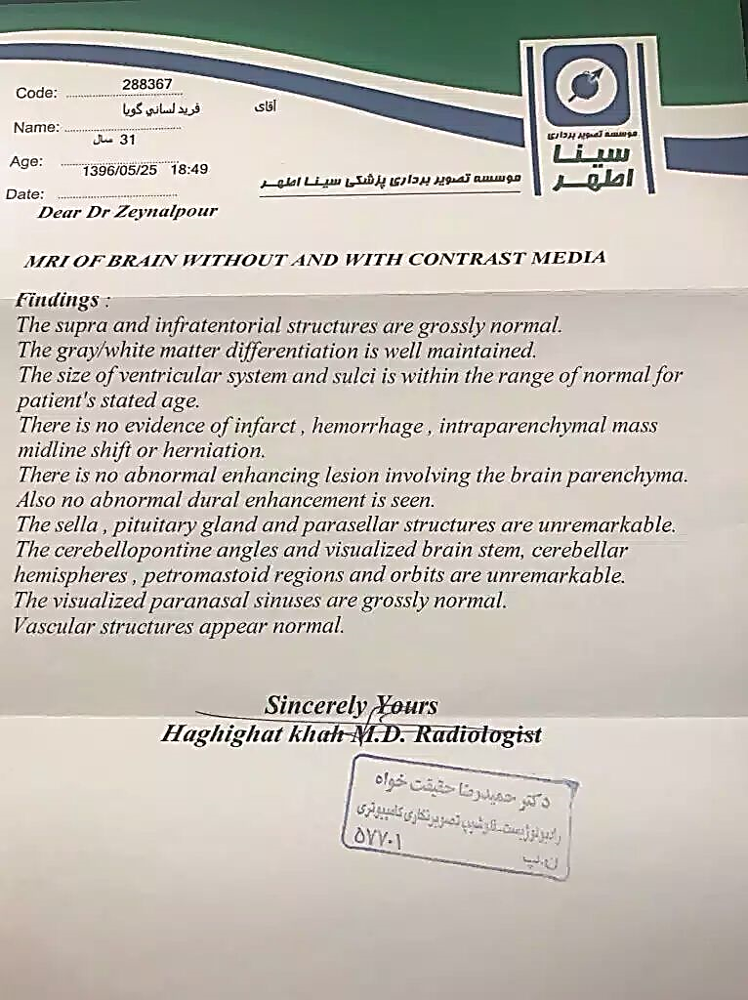 Code: 288367
Name: آقای فرید لسانی گویا
Age: 31 سال
Date: 1396/05/25 18:49
موسسه تصویر برداری
سینا
اطهر
موسسه تصویر برداری پزشکی سینا اطهر
Dear Dr Zeynalpour
MRI OF BRAIN WITHOUT AND WITH CONTRAST MEDIA
Findings :
The supra and infratentorial structures are grossly normal.
The gray/white matter differentiation is well maintained.
The size of ventricular system and sulci is within the range of normal for
patient's stated age.
There is no evidence of infarct , hemorrhage , intraparenchymal mass
midline shift or herniation.
There is no abnormal enhancing lesion involving the brain parenchyma.
Also no abnormal dural enhancement is seen.
The sella , pituitary gland and parasellar structures are unremarkable.
The cerebellopontine angles and visualized brain stem, cerebellar
hemispheres , petromastoid regions and orbits are unremarkable.
The visualized paranasal sinuses are grossly normal.
Vascular structures appear normal.
Sincerely Yours
Haghighat khah M.D. Radiologist
دکتر حمیدرضا حقیقت خواه
رادیولوژیست-فلوشیپ تصویرنگاری کامپیوتری
۵۷۷۰۱
ن.پ